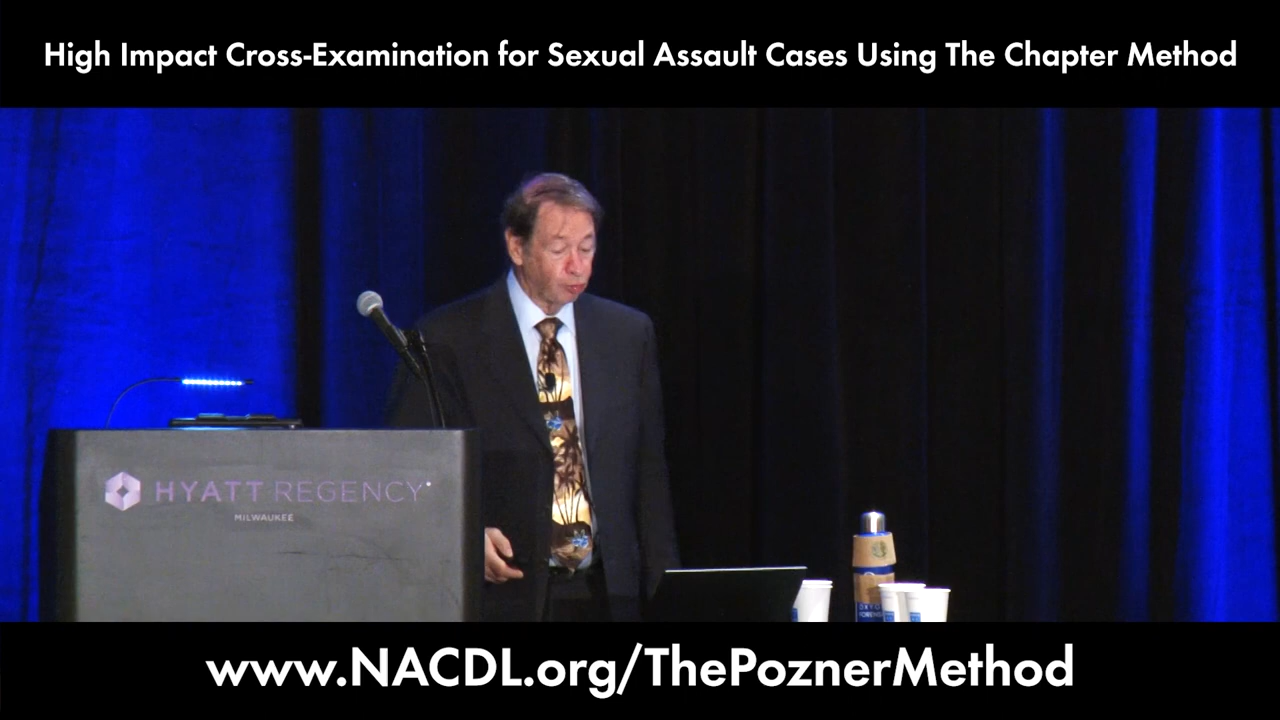 High Impact Cross-Examination for Sexual Assault Cases Using The Chapter Method
HYATT REGENCY
MILWAUKEE
www.NACDL.org/ThePoznerMethod